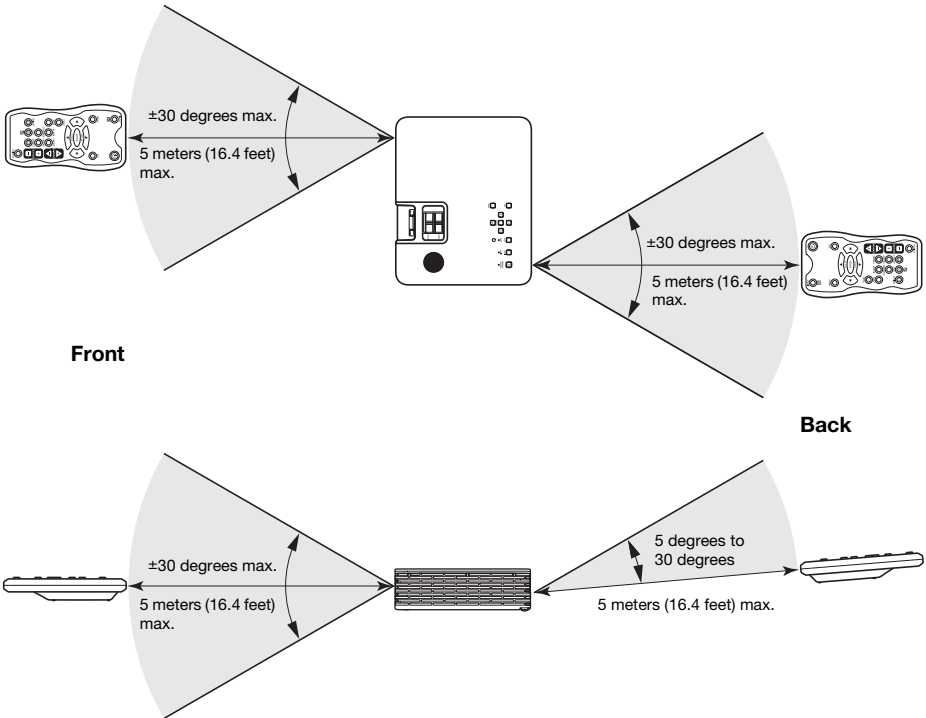 ±30 degrees max.
5 meters (16.4 feet)
max.
±30 degrees max.
5 meters (16.4 feet)
max.
Front
Back
±30 degrees max.
5 meters (16.4 feet)
max.
5 degrees to
30 degrees
5 meters (16.4 feet) max.